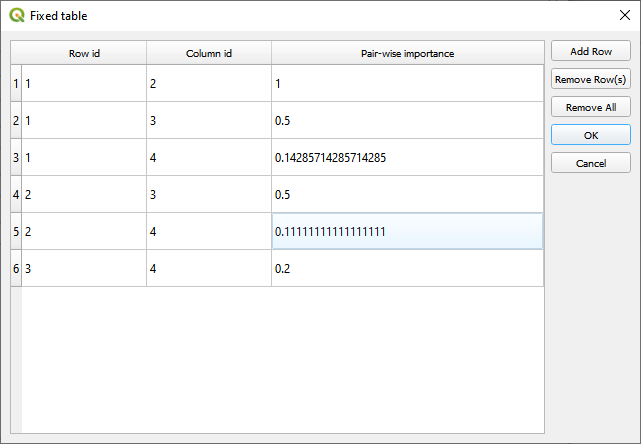 Fixed table
Row id Column id Pair-wise importance
1 1 2 1
2 1 3 0.5
3 1 4 0.14285714285714285
4 2 3 0.5
5 2 4 0.11111111111111111
6 3 4 0.2
Add Row
Remove Row(s)
Remove All
OK
Cancel